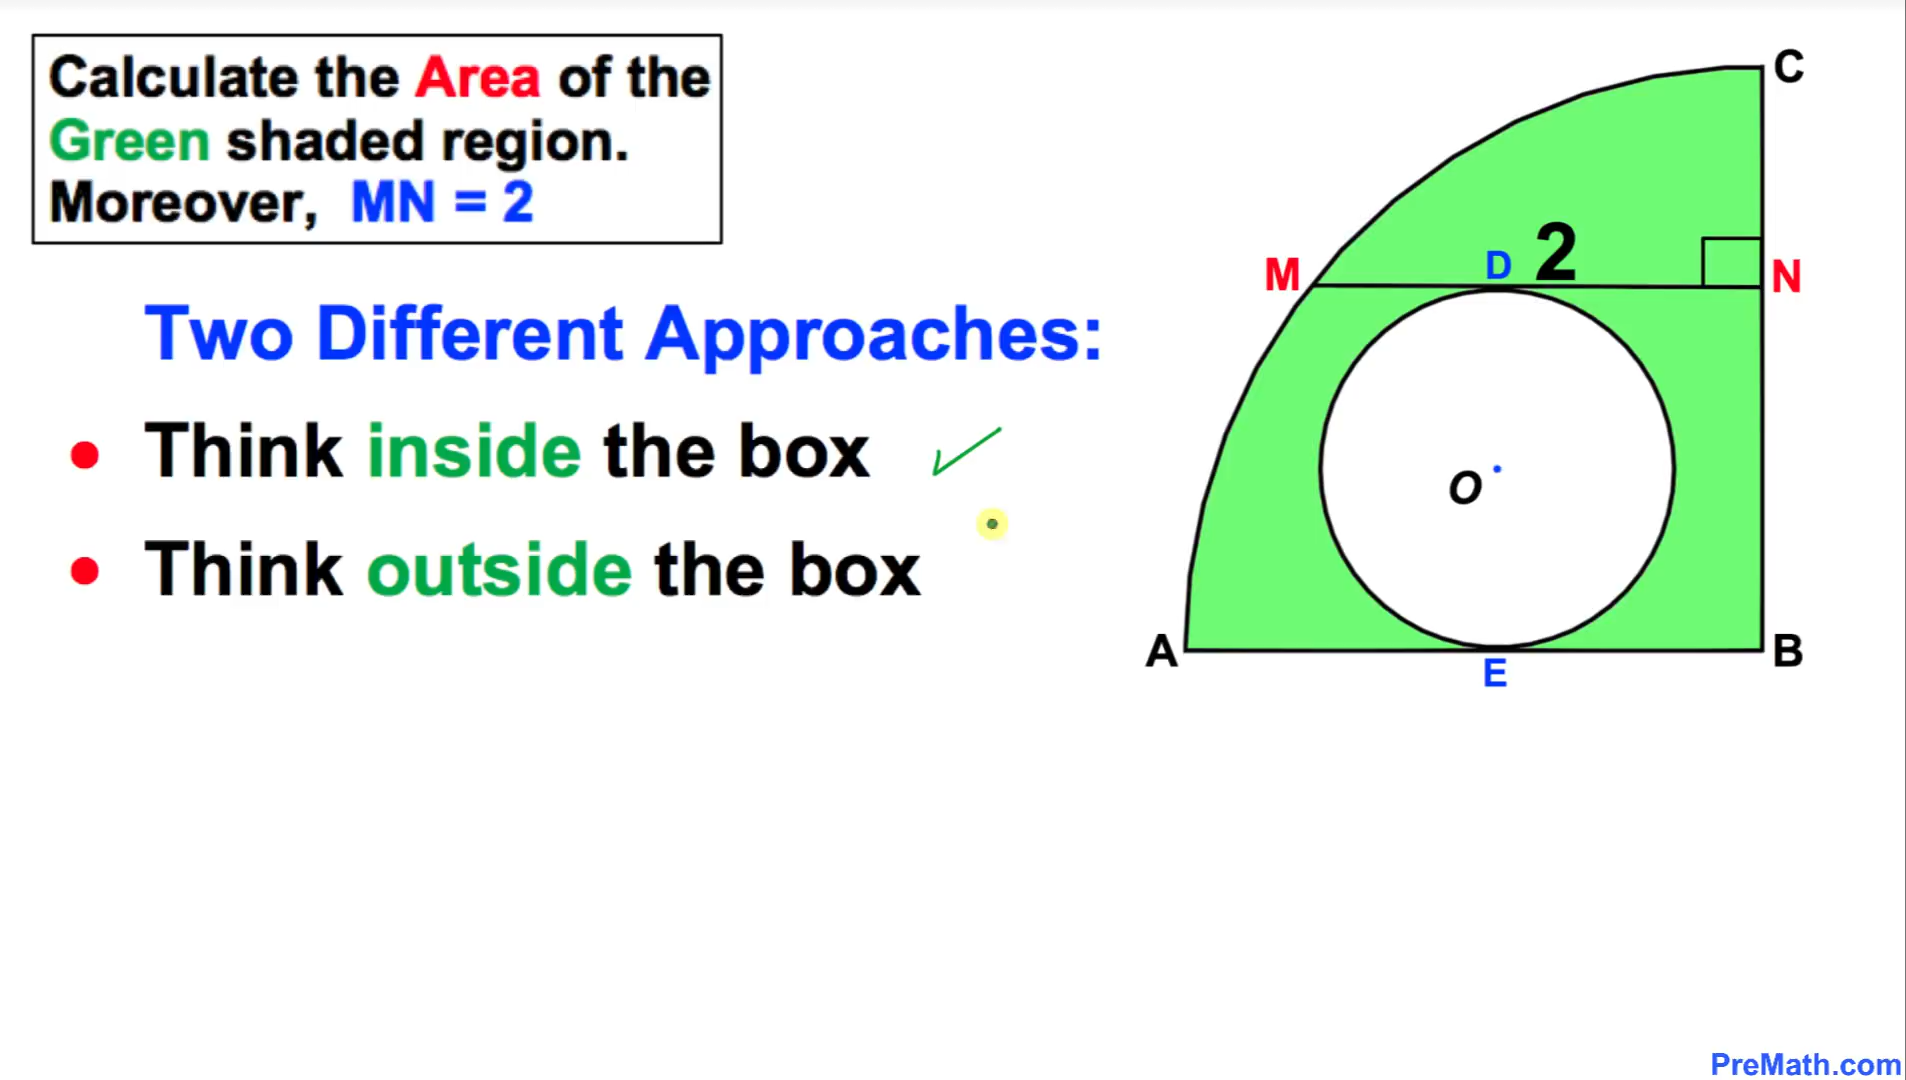 Calculate the Area of the
Green shaded region.
Moreover, MN = 2
Two Different Approaches:
• Think inside the box
• Think outside the box
C
M
D
2
N
O
A
B
E
PreMath.com